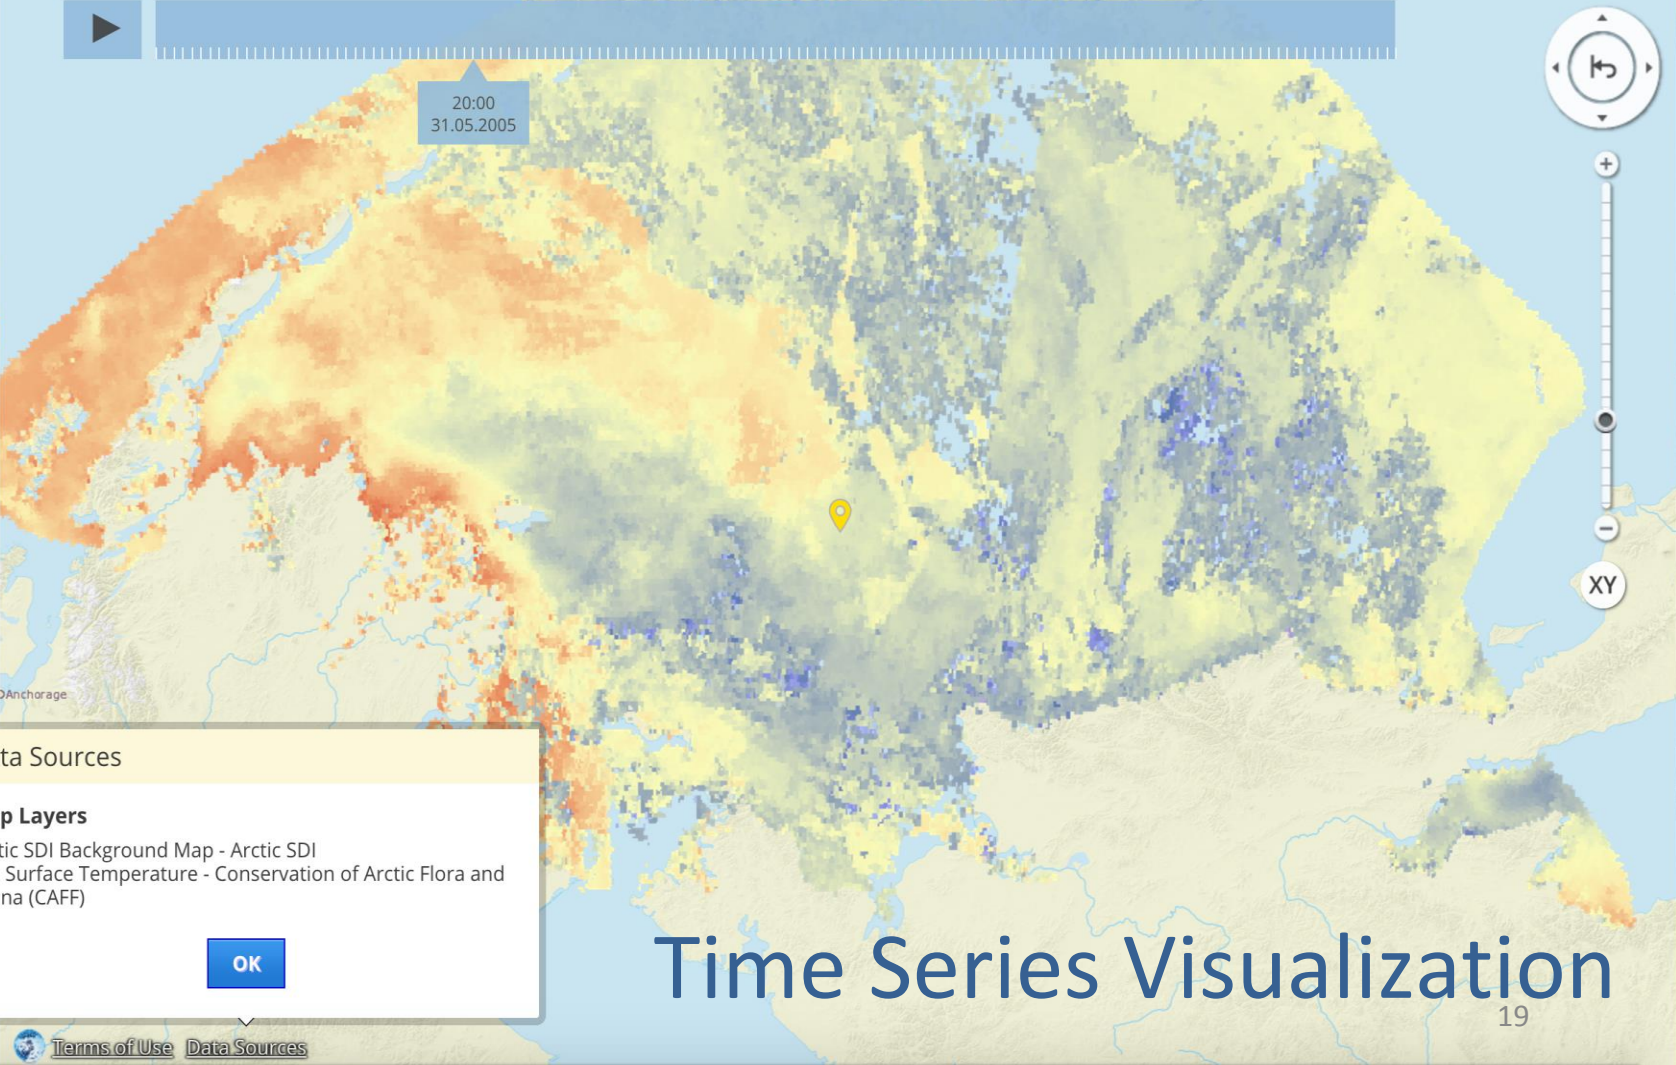 20:00
31.05.2005
XY
Anchorage
ta Sources
p Layers
tic SDI Background Map - Arctic SDI
Surface Temperature - Conservation of Arctic Flora and
na (CAFF)
OK
Time Series Visualization
19
Terms of Use Data Sources